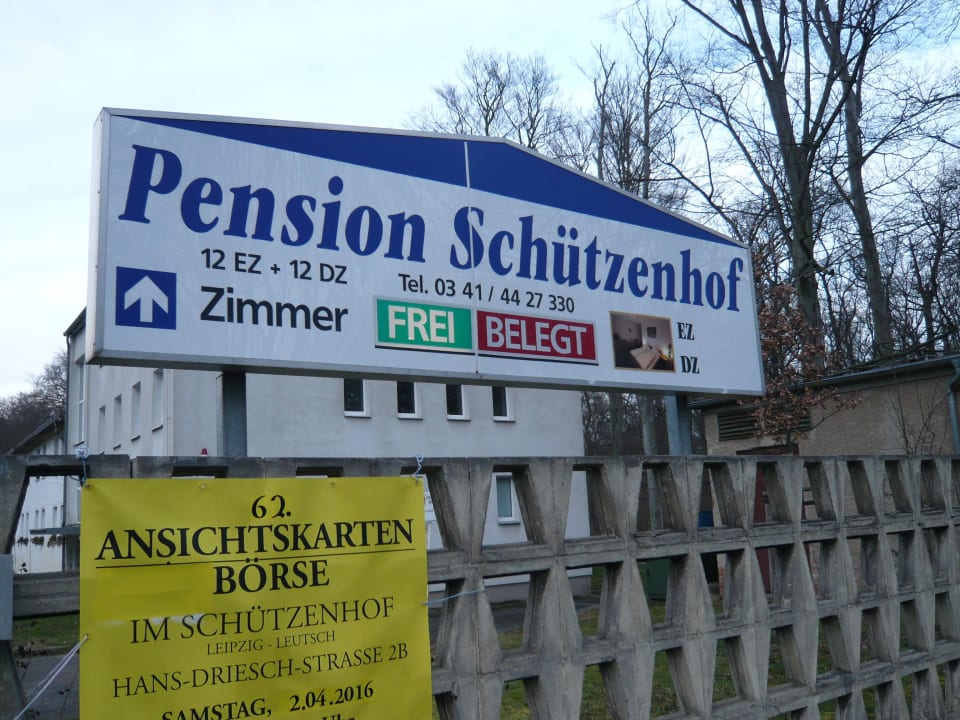 Pension Schützenhof
12 EZ + 12 DZ
Tel. 03 41 / 44 27 330
Zimmer
FREI BELEGT
EZ
DZ
62.
ANSICHTSKARTEN
BÖRSE
IM SCHÜTZENHOF
LEIPZIG - LEUTSCH
HANS-DRIESCH-STRASSE 2B
SAMSTAG, 2.04.2016